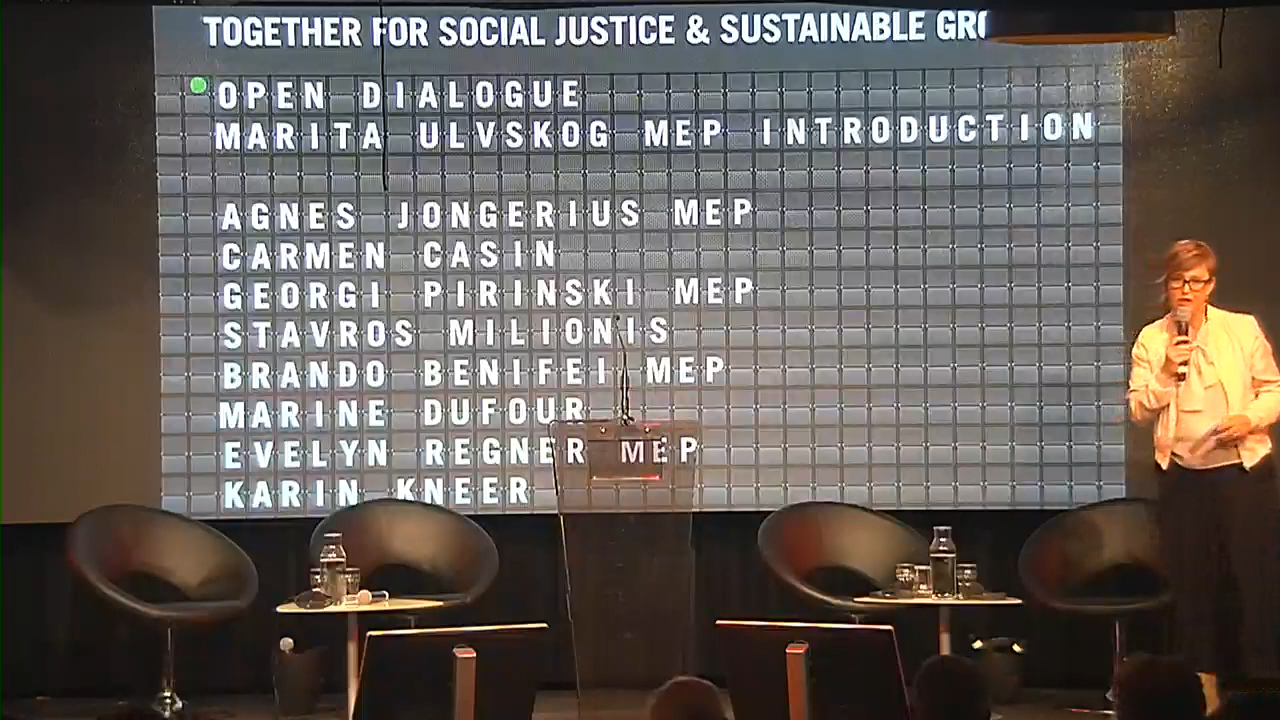 TOGETHER FOR SOCIAL JUSTICE & SUSTAINABLE
OPEN DIALOGUE
MARITA ULVSKOG MEP INTRODUCTION
AGNES JONGERIUS MEP
CARMEN CASIN
GEORGI PIRINSKI MEP
STAVROS MILIONIS
BRANDO BENIFEI MEP
MARINE DUFOUR
EVELYN REGNER MEP
KARIN KNEER